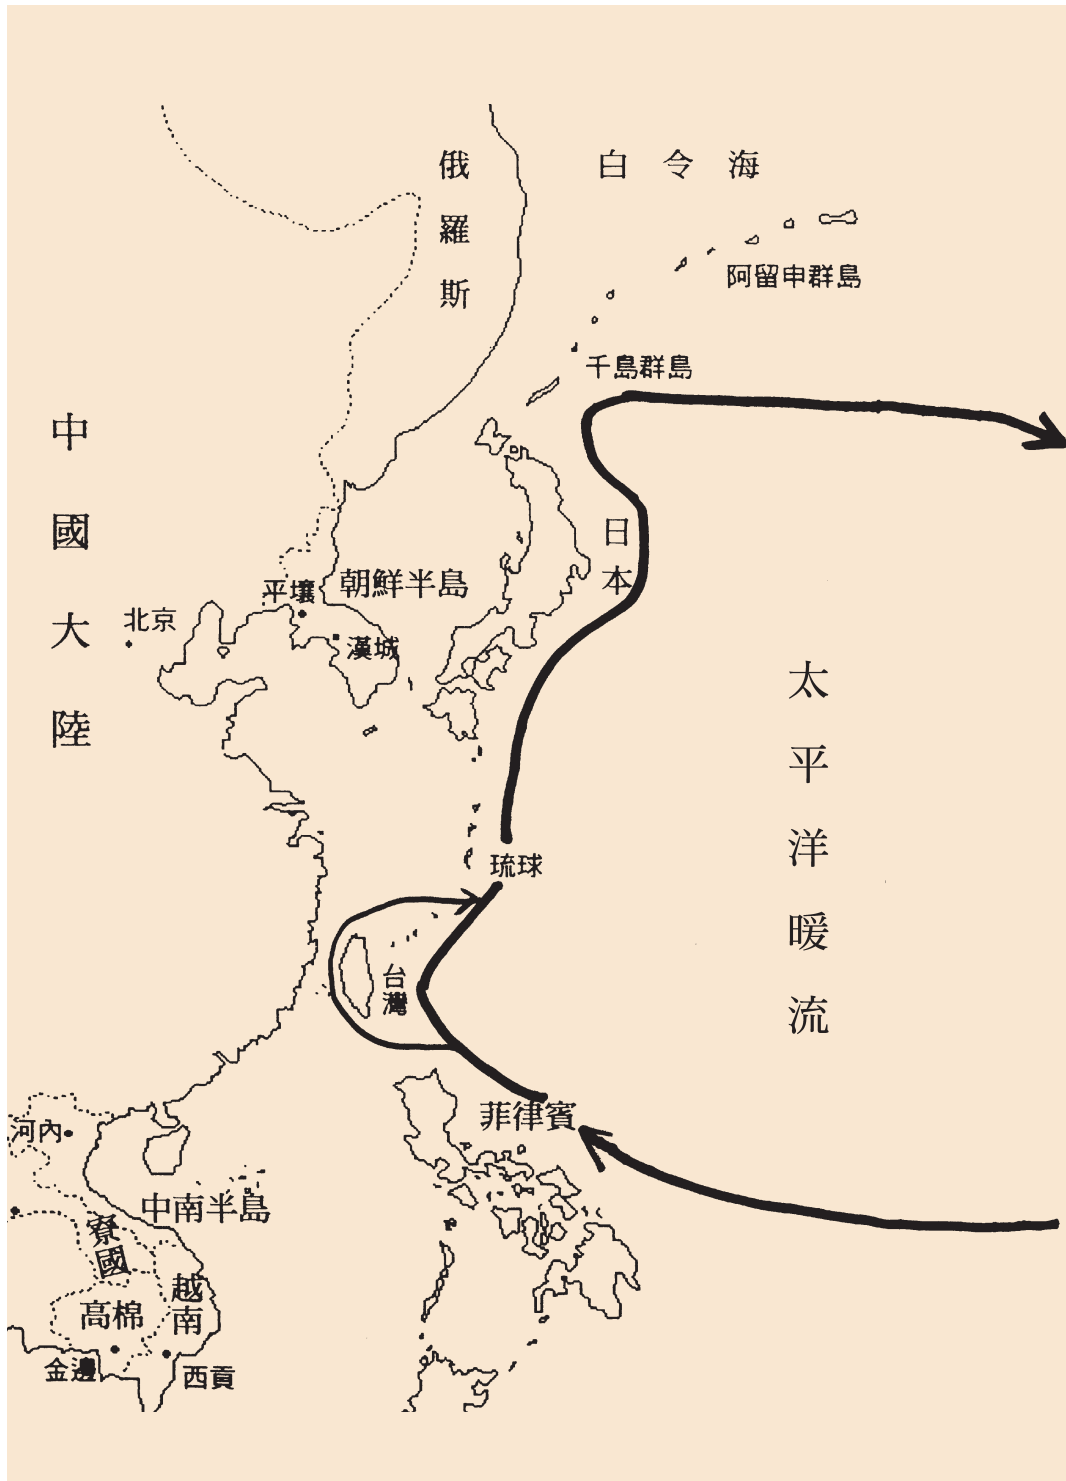 白令海
俄羅斯
阿留申群島
千島群島
中國大陸
日本
朝鮮半島
平壤
北京
漢城
太平洋暖流
琉球
台灣
菲律賓
河內
中南半島
寮國
越南
高棉
金邊
西貢